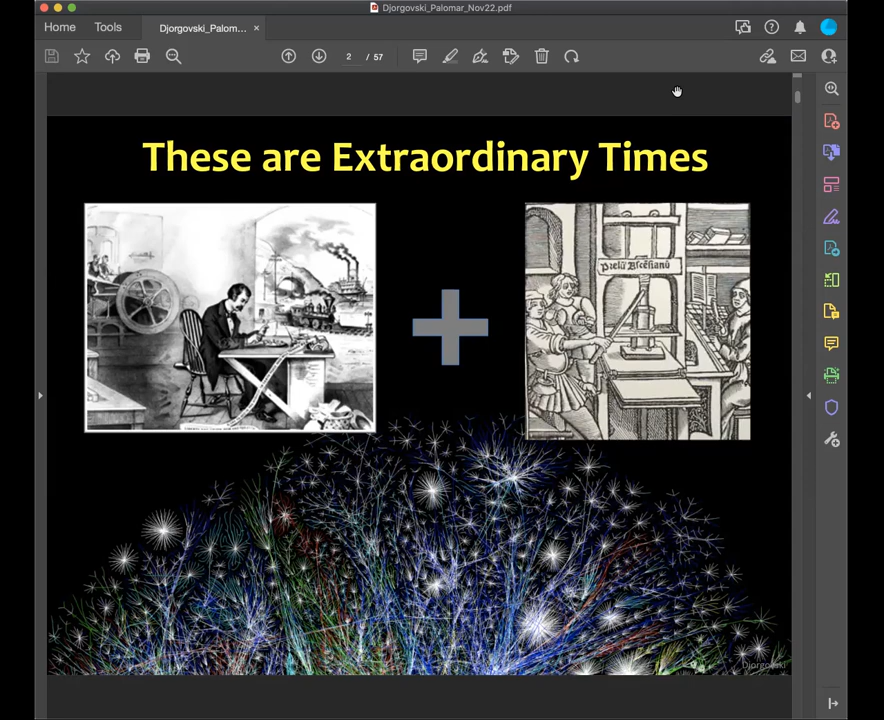 Djorgovski_Palomar_Nov22.pdf
Home
Tools
Djorgovski_Palom...
2 / 57
These are Extraordinary Times
Djorgovski